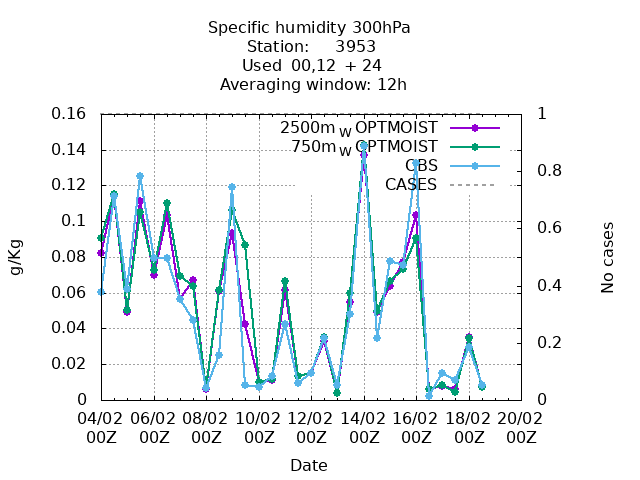 Specific humidity 300hPa
Station: 3953
Used 00,12 + 24
Averaging window: 12h
2500m_W OPTMOIST
750m_W OPTMOIST
OBS
CASES
0.16
0.14
0.12
0.1
0.08
0.06
0.04
0.02
0
1
0.8
0.6
0.4
0.2
0
g/Kg
No cases
04/02 06/02 08/02 10/02 12/02 14/02 16/02 18/02 20/02
00Z 00Z 00Z 00Z 00Z 00Z 00Z 00Z 00Z
Date